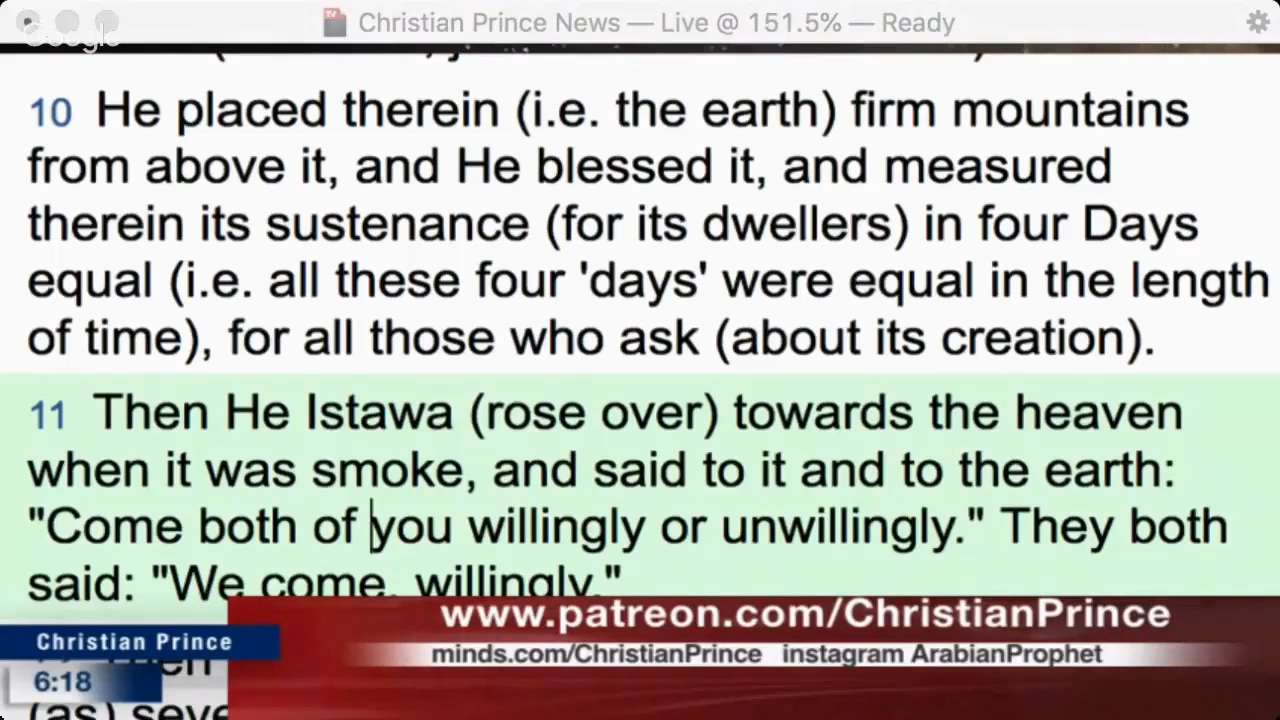 Christian Prince News — Live @ 151.5% — Ready
Google
10 He placed therein (i.e. the earth) firm mountains
from above it, and He blessed it, and measured
therein its sustenance (for its dwellers) in four Days
equal (i.e. all these four 'days' were equal in the length
of time), for all those who ask (about its creation).
11 Then He Istawa (rose over) towards the heaven
when it was smoke, and said to it and to the earth:
"Come both of you willingly or unwillingly." They both
said: "We come, willingly."
www.patreon.com/ChristianPrince
Christian Prince
minds.com/ChristianPrince instagram ArabianProphet
6:18
(as)